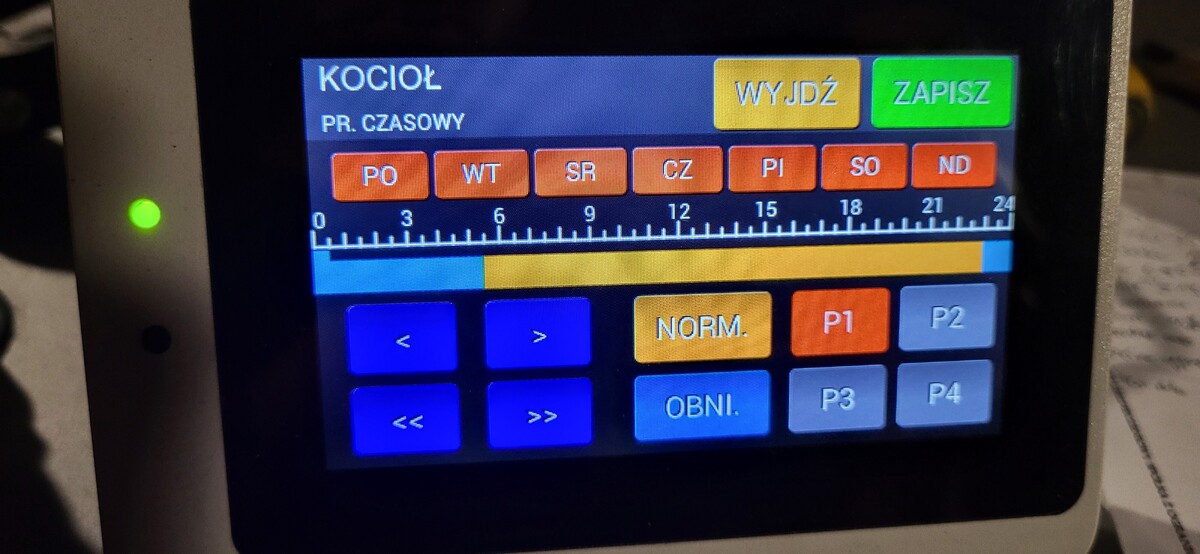 KOCIOŁ
WYJDŹ
ZAPISZ
PR. CZASOWY
PO WT SR CZ PI SO ND
0 3 6 9 12 15 18 21 24
< > NORM. P1 P2
<< >> OBNI. P3 P4